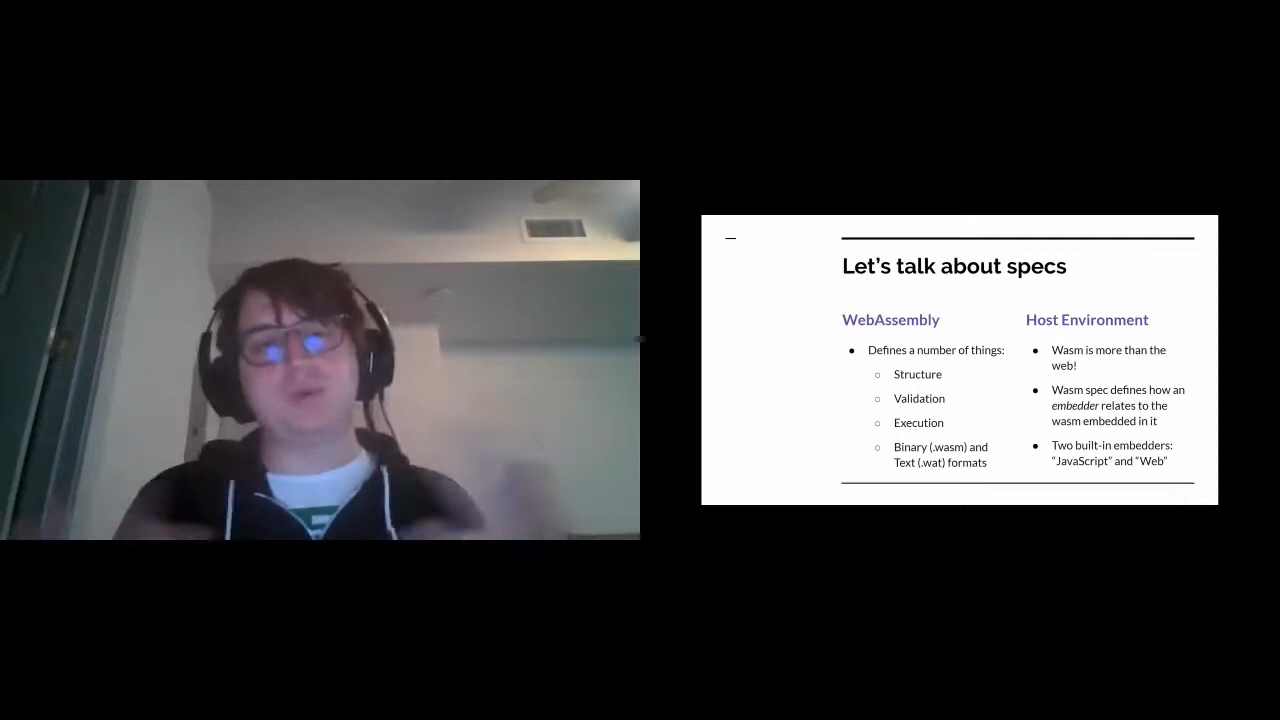 Let's talk about specs
WebAssembly
● Defines a number of things:
○ Structure
○ Validation
○ Execution
○ Binary (.wasm) and
Text (.wat) formats
Host Environment
● Wasm is more than the
web!
● Wasm spec defines how an
embedder relates to the
wasm embedded in it
● Two built-in embedders:
“JavaScript” and “Web”